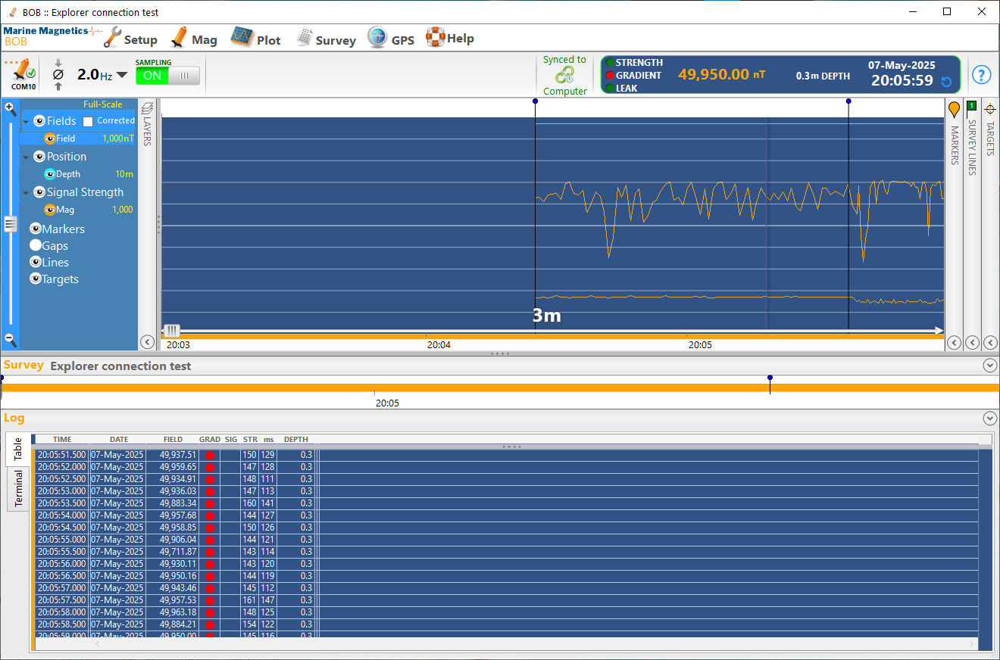 BOB :: Explorer connection test
Marine Magnetics
BOB
Setup Mag Plot Survey GPS Help
COM10
2.0Hz
SAMPLING
ON
Synced to
Computer
STRENGTH
GRADIENT
LEAK
49,950.00 nT
0.3m DEPTH
07-May-2025
20:05:59
?
Full-Scale
Fields Corrected
Field 1,000nT
Position
Depth 10m
Signal Strength
Mag 1,000
Markers
Gaps
Lines
Targets
LAYERS
3m
20:03 20:04 20:05
MARKERS
1
SURVEY LINES
TARGETS
Survey Explorer connection test
20:05
Log
Table
Terminal
TIME DATE FIELD GRAD SIG STR ms DEPTH
20:05:51.500 07-May-2025 49,937.51 150 129 0.3
20:05:52.000 07-May-2025 49,959.65 147 128 0.3
20:05:52.500 07-May-2025 49,934.91 148 111 0.3
20:05:53.000 07-May-2025 49,936.03 147 113 0.3
20:05:53.500 07-May-2025 49,883.34 160 141 0.3
20:05:54.000 07-May-2025 49,957.68 144 127 0.3
20:05:54.500 07-May-2025 49,958.85 150 126 0.3
20:05:55.000 07-May-2025 49,906.04 144 121 0.3
20:05:55.500 07-May-2025 49,711.87 143 114 0.3
20:05:56.000 07-May-2025 49,930.11 143 120 0.3
20:05:56.500 07-May-2025 49,950.16 144 119 0.3
20:05:57.000 07-May-2025 49,943.46 145 112 0.3
20:05:57.500 07-May-2025 49,957.53 161 147 0.3
20:05:58.000 07-May-2025 49,963.18 148 125 0.3
20:05:58.500 07-May-2025 49,884.21 154 122 0.3
20:05:59.000 07-May-2025 49,950.00 145 116 0.3